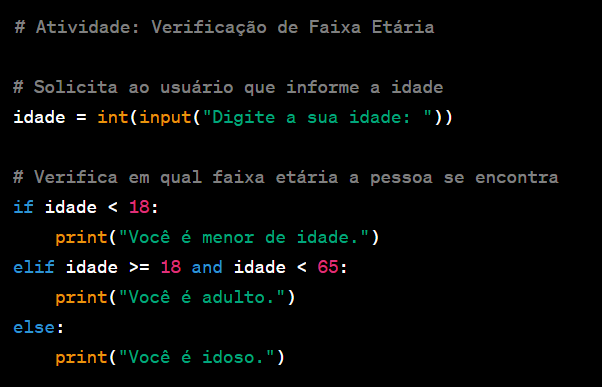 # Atividade: Verificação de Faixa Etária
# Solicita ao usuário que informe a idade
idade = int(input("Digite a sua idade: "))
# Verifica em qual faixa etária a pessoa se encontra
if idade < 18:
    print("Você é menor de idade.")
elif idade >= 18 and idade < 65:
    print("Você é adulto.")
else:
    print("Você é idoso.")